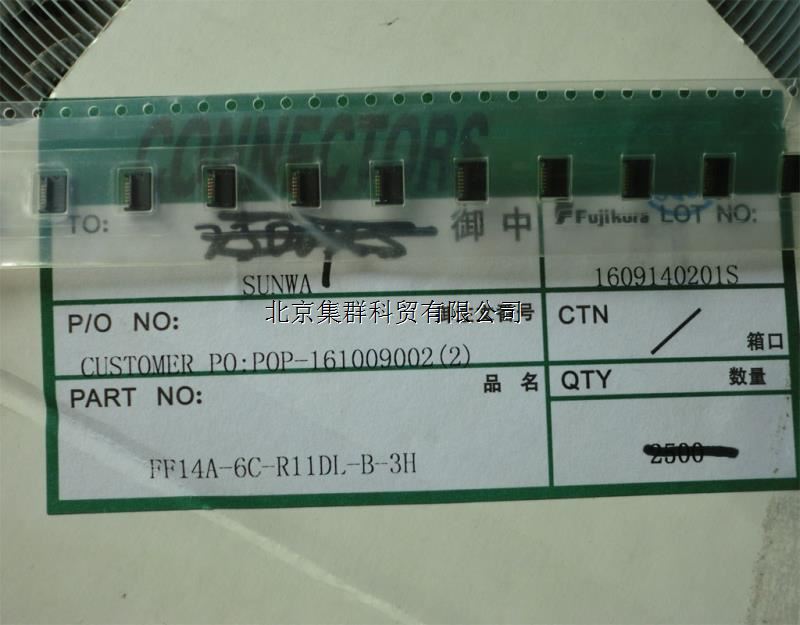 CONNECTORS
TO:
御中
Fujikura LOT NO:
SUNWA
1609140201S
北京集群科贸有限公司
P/O NO:
CTN
箱口
CUSTOMER PO:POP-161009002(2)
PART NO:
品名
QTY
数量
FF14A-6C-R11DL-B-3H
2500